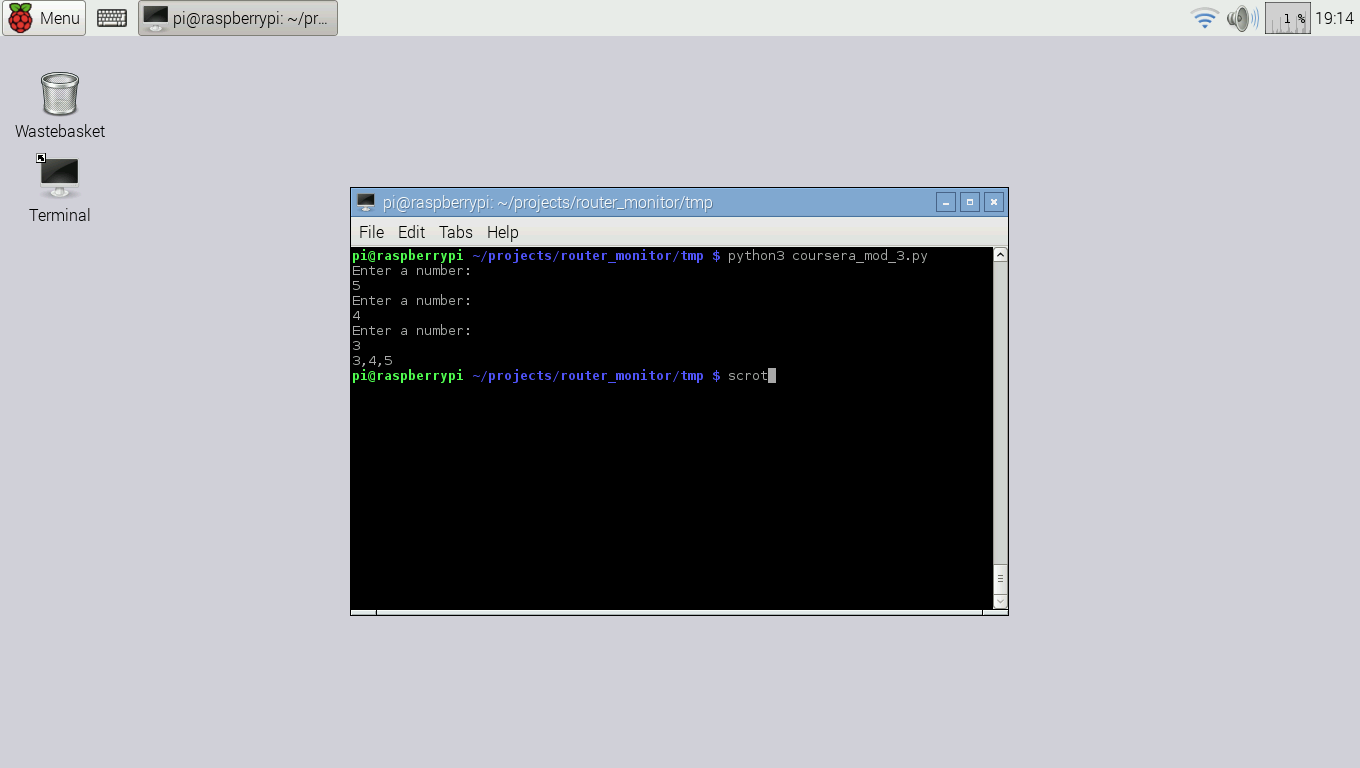 Menu
pi@raspberrypi: ~/pr...
1 %
19:14
Wastebasket
Terminal
pi@raspberrypi: ~/projects/router_monitor/tmp
File Edit Tabs Help
pi@raspberrypi ~/projects/router_monitor/tmp $ python3 coursera_mod_3.py
Enter a number:
5
Enter a number:
4
Enter a number:
3
3,4,5
pi@raspberrypi ~/projects/router_monitor/tmp $ scrot